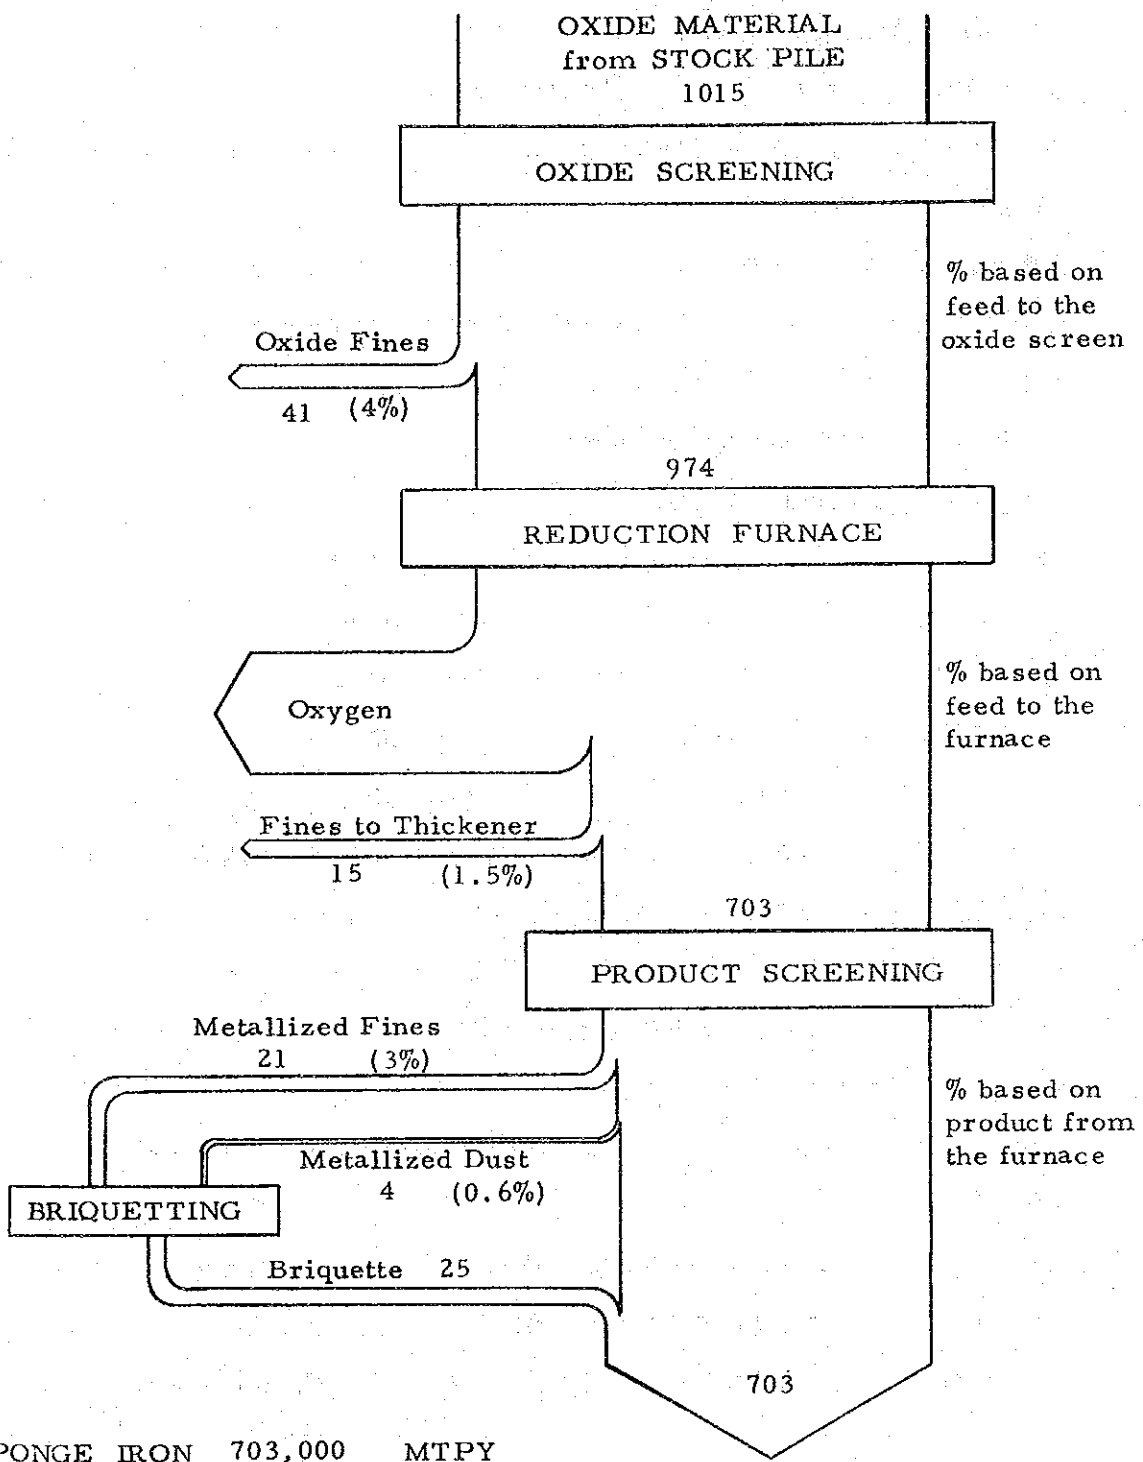 OXIDE MATERIAL
from STOCK PILE
1015
OXIDE SCREENING
% based on
feed to the
oxide screen
Oxide Fines
41 (4%)
974
REDUCTION FURNACE
% based on
feed to the
furnace
Oxygen
Fines to Thickener
15 (1.5%)
703
PRODUCT SCREENING
Metallized Fines
21 (3%)
% based on
product from
the furnace
Metallized Dust
4 (0.6%)
BRIQUETTING
Briquette 25
703
PONGE IRON 703,000 MTPY